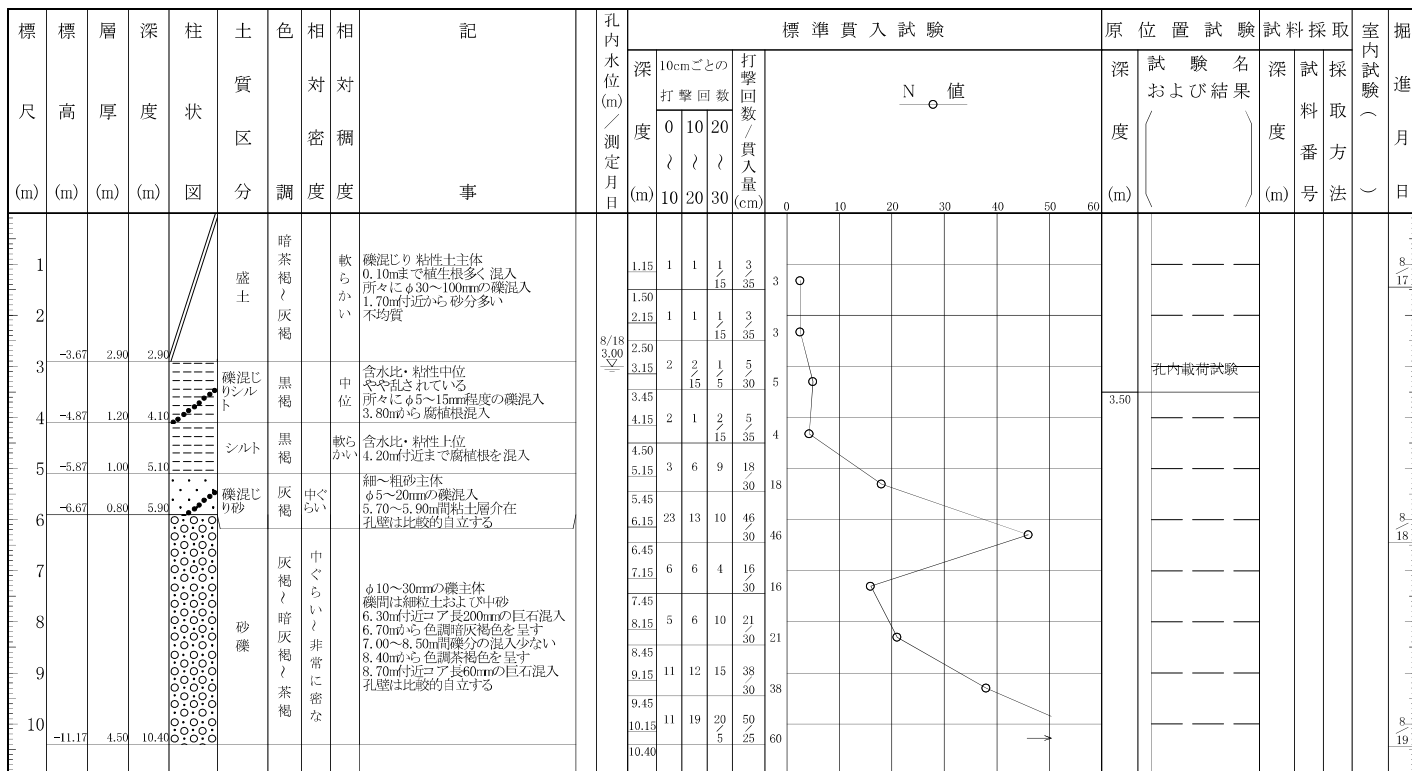 標尺(m)
標高(m)
層厚(m)
深度(m)
柱状図
土質区分
色調
相対密度
相対稠度
記事
孔内水位(m)/測定月日
標準貫入試験
深度(m)
10cmごとの打撃回数
0~10
10~20
20~30
打撃回数/貫入量(cm)
N 値
0 10 20 30 40 50 60
原位置試験
深度(m)
試験名および結果
試料採取
深度(m)
試料番号
採取方法
室内試験()
掘進月日
1
2
3
4
5
6
7
8
9
10
-3.67 2.90 2.90
盛土
暗茶褐~灰褐
軟らかい
礫混じり粘性土主体
0.10mまで植生根多く混入
所々にφ30~100mmの礫混入
1.70m付近から砂分多い
不均質
-4.87 1.20 4.10
礫混じりシルト
黒褐
中位
含水比・粘性中位
やや乱されている
所々にφ5~15mm程度の礫混入
3.80mから腐植根混入
-5.87 1.00 5.10
シルト
黒褐
軟らかい
含水比・粘性上位
4.20m付近まで腐植根を混入
-6.67 0.80 5.90
礫混じり砂
灰褐
中ぐらい
細~粗砂主体
φ5~20mmの礫混入
5.70~5.90m間粘土層介在
孔壁は比較的自立する
-11.17 4.50 10.40
砂礫
灰褐~暗灰褐~茶褐
中ぐらい~非常に密な
φ10~30mmの礫主体
礫間は細粒土および中砂
6.30m付近コア長200mmの巨石混入
6.70mから色調暗灰褐色を呈す
7.00~8.50m間礫分の混入少ない
8.40mから色調茶褐色を呈す
8.70m付近コア長60mmの巨石混入
孔壁は比較的自立する
8/18
3.00
1.15 1 1 1/15 3/35 3
1.50
2.15 1 1 1/15 3/35 3
2.50
3.15 2 2/15 1/5 5/30 5
3.45
4.15 2 1 2/15 5/35 4
4.50
5.15 3 6 9 18/30 18
5.45
6.15 23 13 10 46/30 46
6.45
7.15 6 6 4 16/30 16
7.45
8.15 5 6 10 21/30 21
8.45
9.15 11 12 15 38/30 38
9.45
10.15 11 19 20/5 50/25 60
10.40
孔内載荷試験
3.50
8/17
8/18
8/19